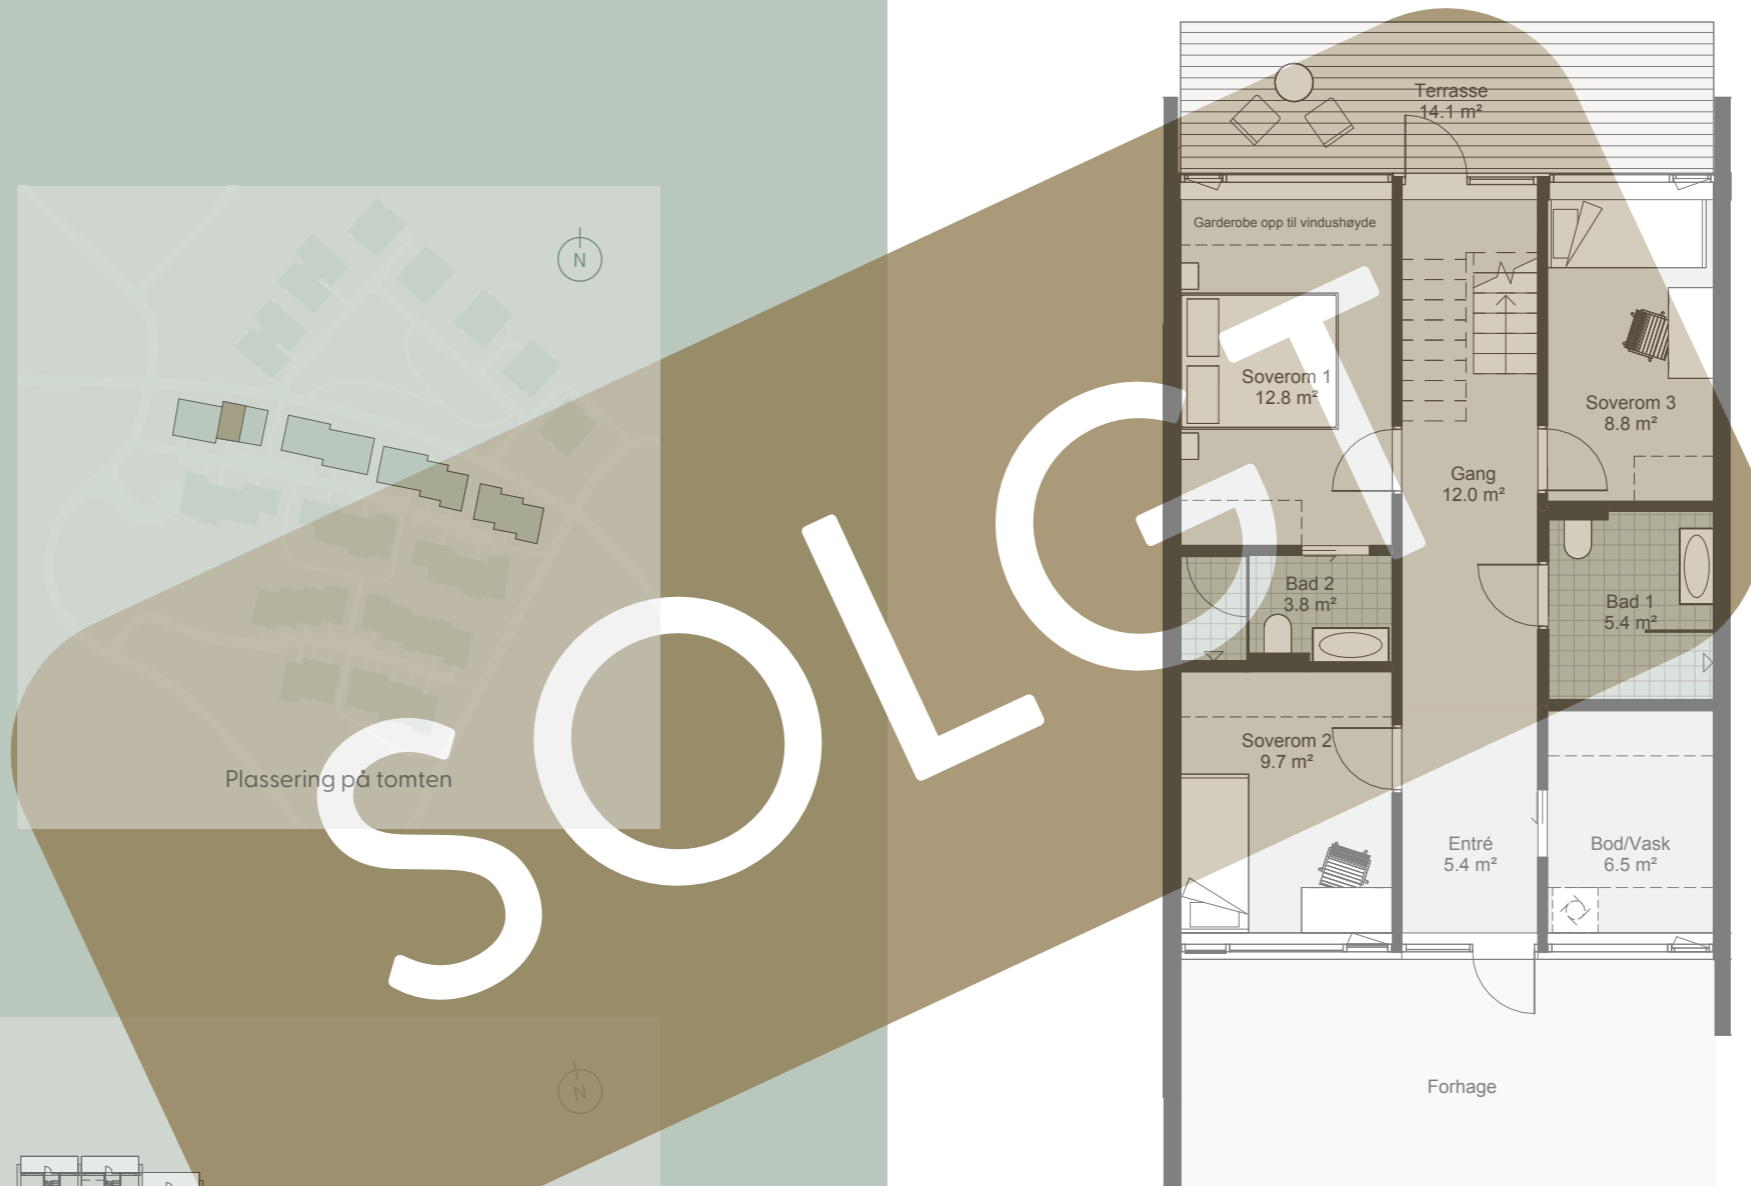 SOLGT
N
Plassering på tomten
N
Terrasse
14.1 m²
Garderobe opp til vindushøyde
Soverom 1
12.8 m²
Soverom 3
8.8 m²
Gang
12.0 m²
Bad 2
3.8 m²
Bad 1
5.4 m²
Soverom 2
9.7 m²
Entré
5.4 m²
Bod/Vask
6.5 m²
Forhage